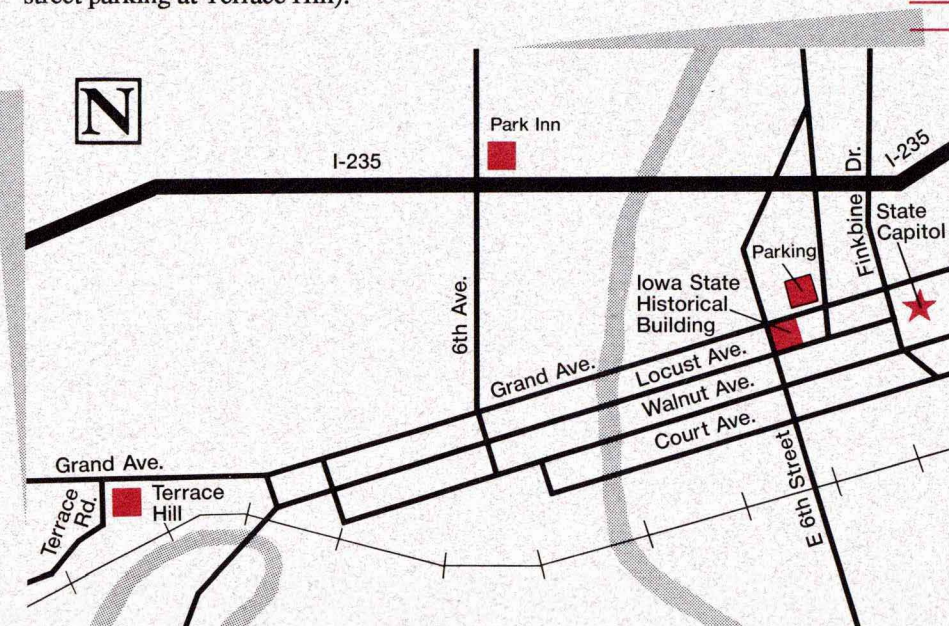 street parking at Terrace Hill).
N
Park Inn
I-235
I-235
Finkbine Dr.
State
Capitol
Parking
Iowa State
Historical
Building
6th Ave.
Grand Ave.
Locust Ave.
Walnut Ave.
Court Ave.
E 6th Street
Grand Ave.
Terrace
Rd.
Terrace
Hill